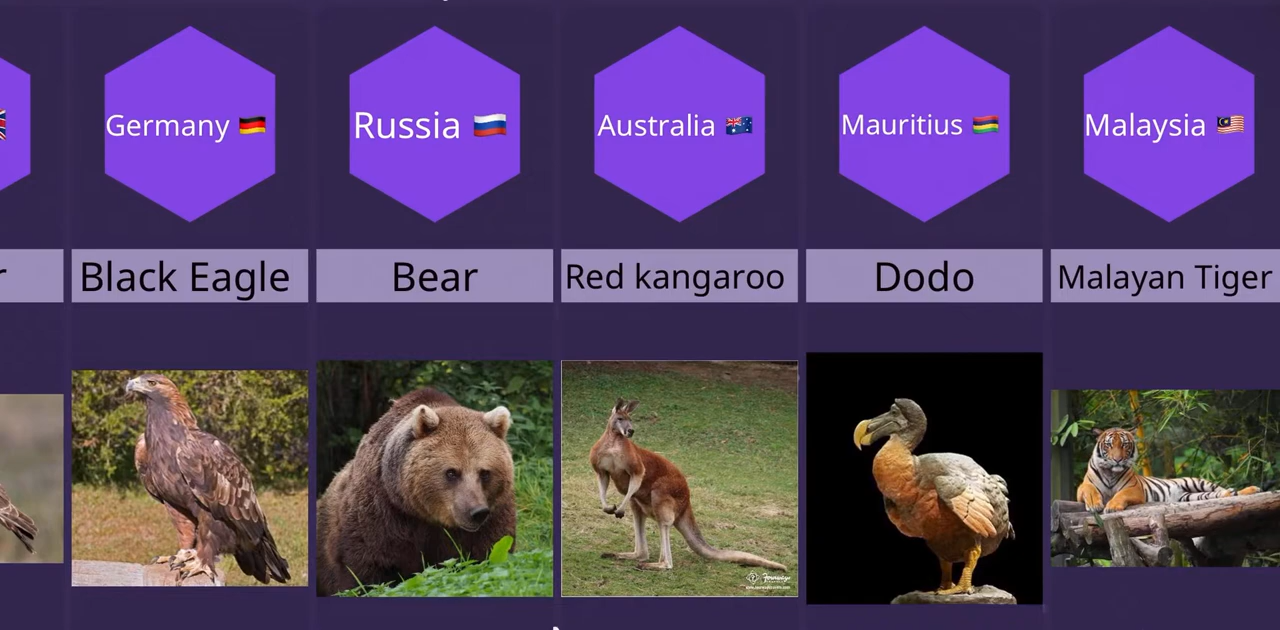 Germany
Russia
Australia
Mauritius
Malaysia
r
Black Eagle
Bear
Red kangaroo
Dodo
Malayan Tiger